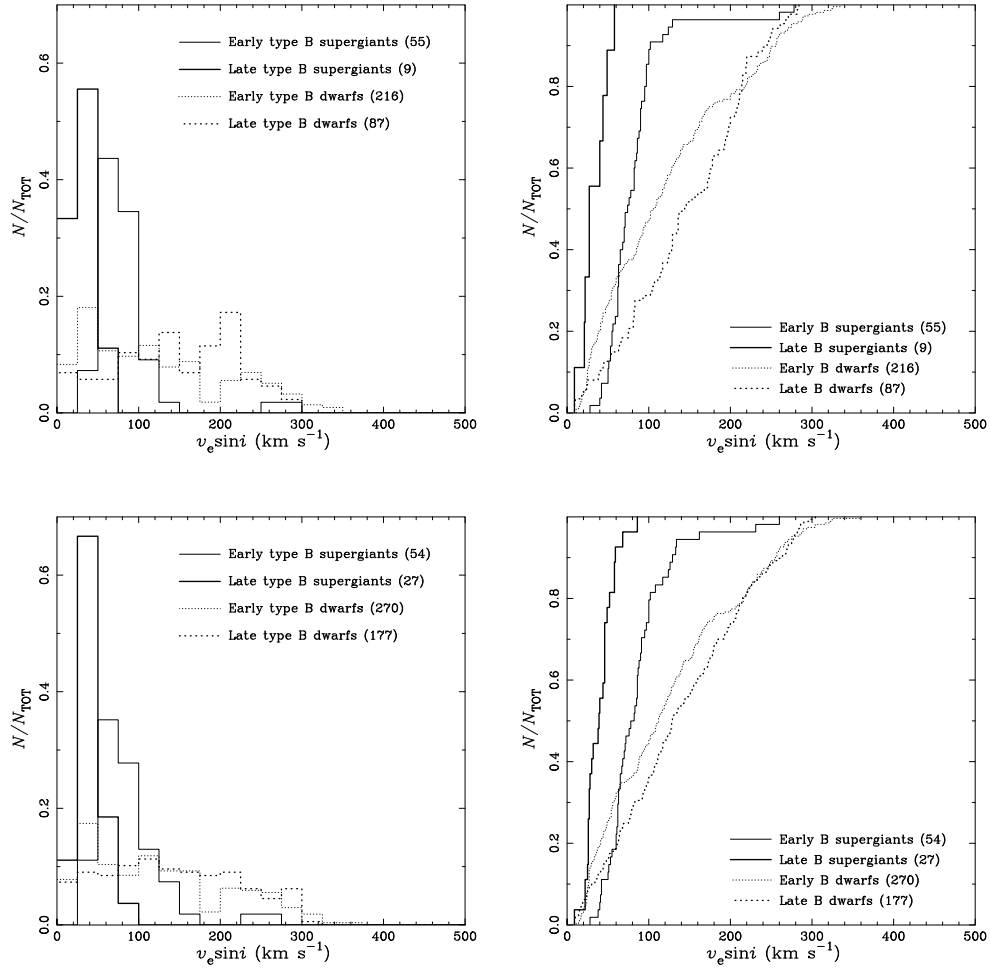 N/N_TOT
0.6
0.4
0.2
0.0
Early type B supergiants (55)
Late type B supergiants (9)
Early type B dwarfs (216)
Late type B dwarfs (87)
0 100 200 300 400 500
v_e sini (km s⁻¹)
N/N_TOT
0.8
0.6
0.4
0.2
0.0
Early B supergiants (55)
Late B supergiants (9)
Early B dwarfs (216)
Late B dwarfs (87)
0 100 200 300 400 500
v_e sini (km s⁻¹)
N/N_TOT
0.6
0.4
0.2
0.0
Early type B supergiants (54)
Late type B supergiants (27)
Early type B dwarfs (270)
Late type B dwarfs (177)
0 100 200 300 400 500
v_e sini (km s⁻¹)
N/N_TOT
0.8
0.6
0.4
0.2
0.0
Early B supergiants (54)
Late B supergiants (27)
Early B dwarfs (270)
Late B dwarfs (177)
0 100 200 300 400 500
v_e sini (km s⁻¹)